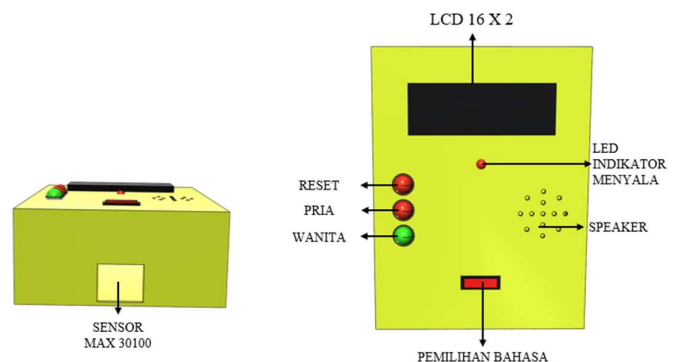 LCD 16 X 2
LED
INDIKATOR
MENYALA
RESET
PRIA
WANITA
SPEAKER
SENSOR
MAX 30100
PEMILIHAN BAHASA